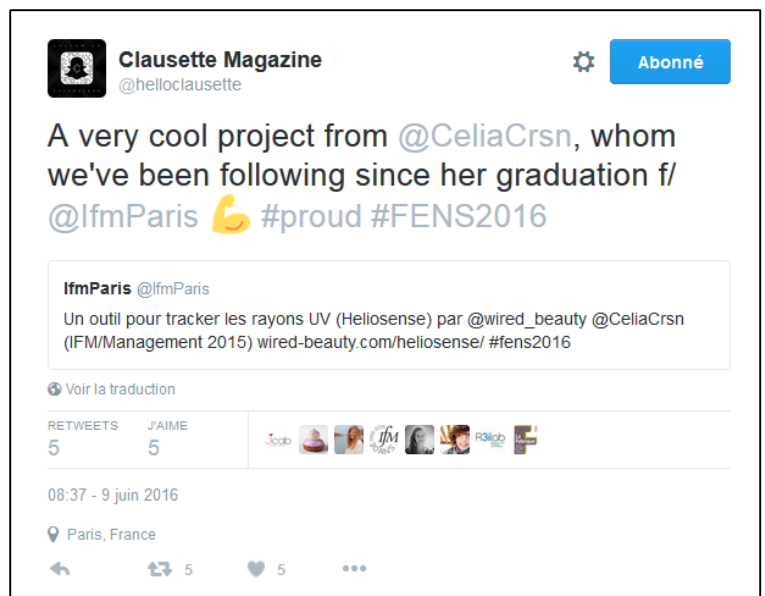 Clausette Magazine
@helloclausette
Abonné
A very cool project from @CeliaCrsn, whom
we've been following since her graduation f/
@IfmParis 💪 #proud #FENS2016
IfmParis @IfmParis
Un outil pour tracker les rayons UV (Heliosense) par @wired_beauty @CeliaCrsn
(IFM/Management 2015) wired-beauty.com/heliosense/ #fens2016
Voir la traduction
RETWEETS J'AIME
5 5
Jcab
IFM
R3ilab
08:37 - 9 juin 2016
Paris, France
5 5